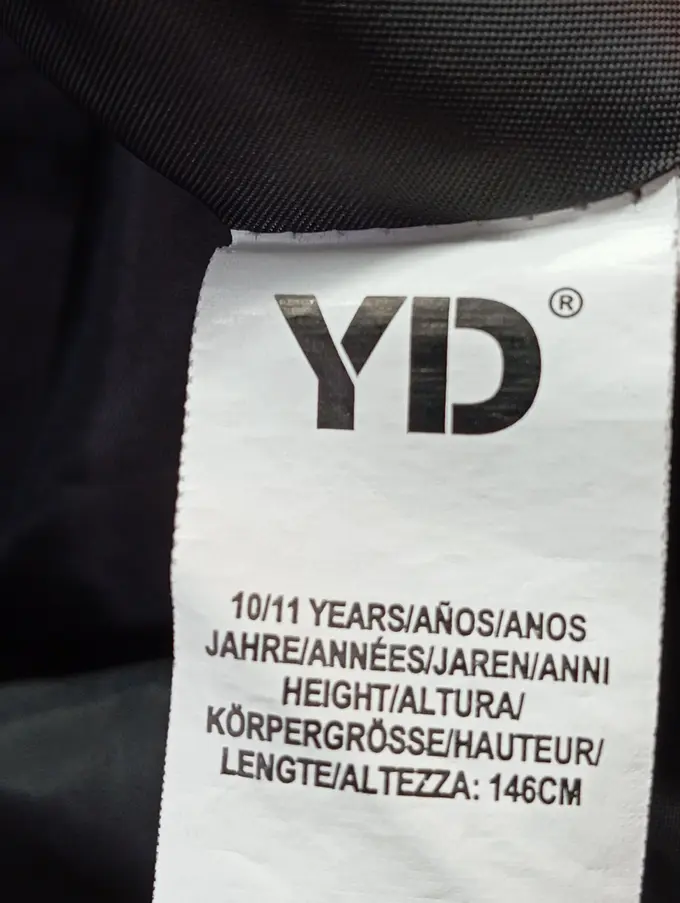 YD®
10/11 YEARS/AÑOS/ANOS
JAHRE/ANNÉES/JAREN/ANNI
HEIGHT/ALTURA/
KÖRPERGRÖSSE/HAUTEUR/
LENGTE/ALTEZZA: 146CM